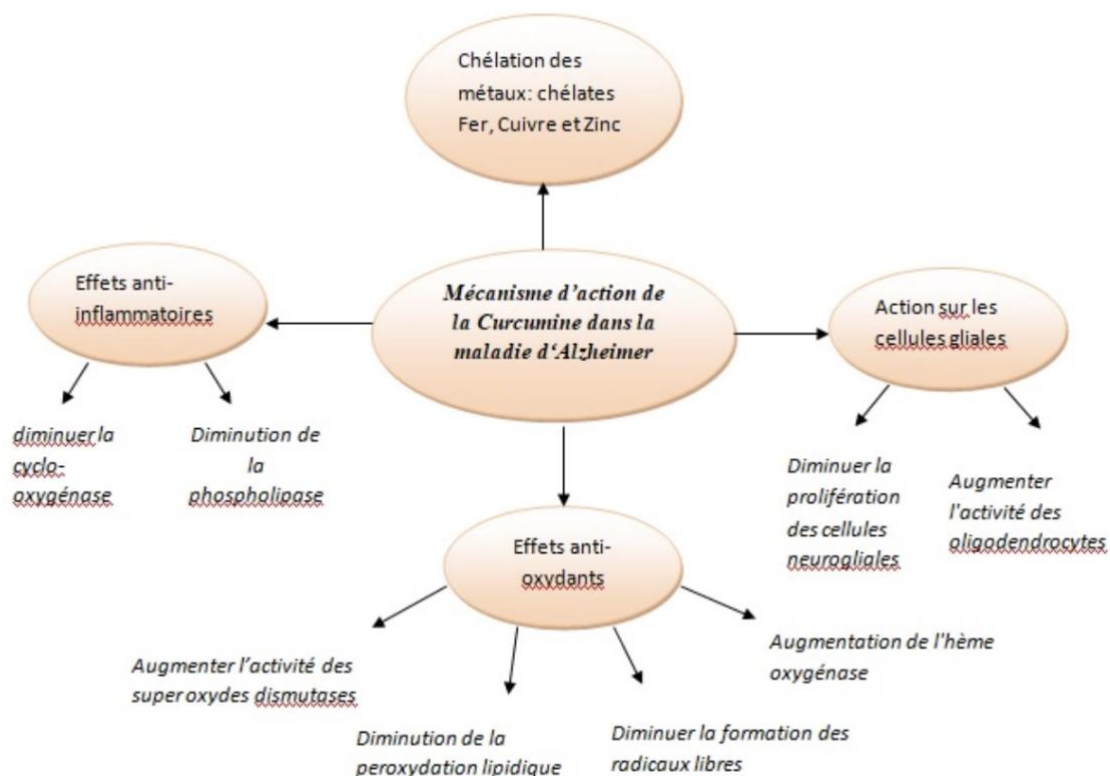 Chélation des
métaux: chélates
Fer, Cuivre et Zinc
Mécanisme d'action de
la Curcumine dans la
maladie d‘Alzheimer
Effets anti-
inflammatoires
diminuer la
cyclo-
oxygénase
Diminution de
la
phospholipase
Action sur les
cellules gliales
Diminuer la
prolifération
des cellules
neurogliales
Augmenter
l'activité des
oligodendrocytes
Effets anti-
oxydants
Augmenter l'activité des
super oxydes dismutases
Diminution de la
peroxydation lipidique
Diminuer la formation des
radicaux libres
Augmentation de l'hème
oxygénase